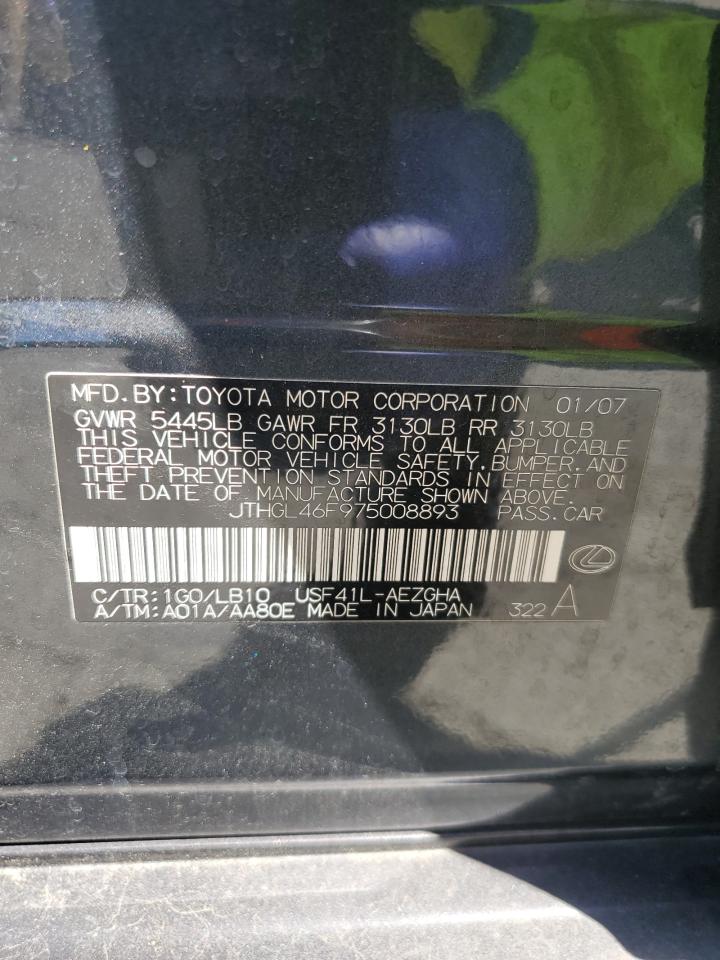 MFD.BY:TOYOTA MOTOR CORPORATION 01/07
GVWR 5445LB GAWR FR 3130LB RR 3130LB
THIS VEHICLE CONFORMS TO ALL APPLICABLE
FEDERAL MOTOR VEHICLE SAFETY,BUMPER,AND
THEFT PREVENTION STANDARDS IN EFFECT ON
THE DATE OF MANUFACTURE SHOWN ABOVE.
JTHGL46F975008893 PASS.CAR
C/TR:1G0/LB10 USF41L-AEZGHA
A/TM:A01A/AA80E MADE IN JAPAN 322 A